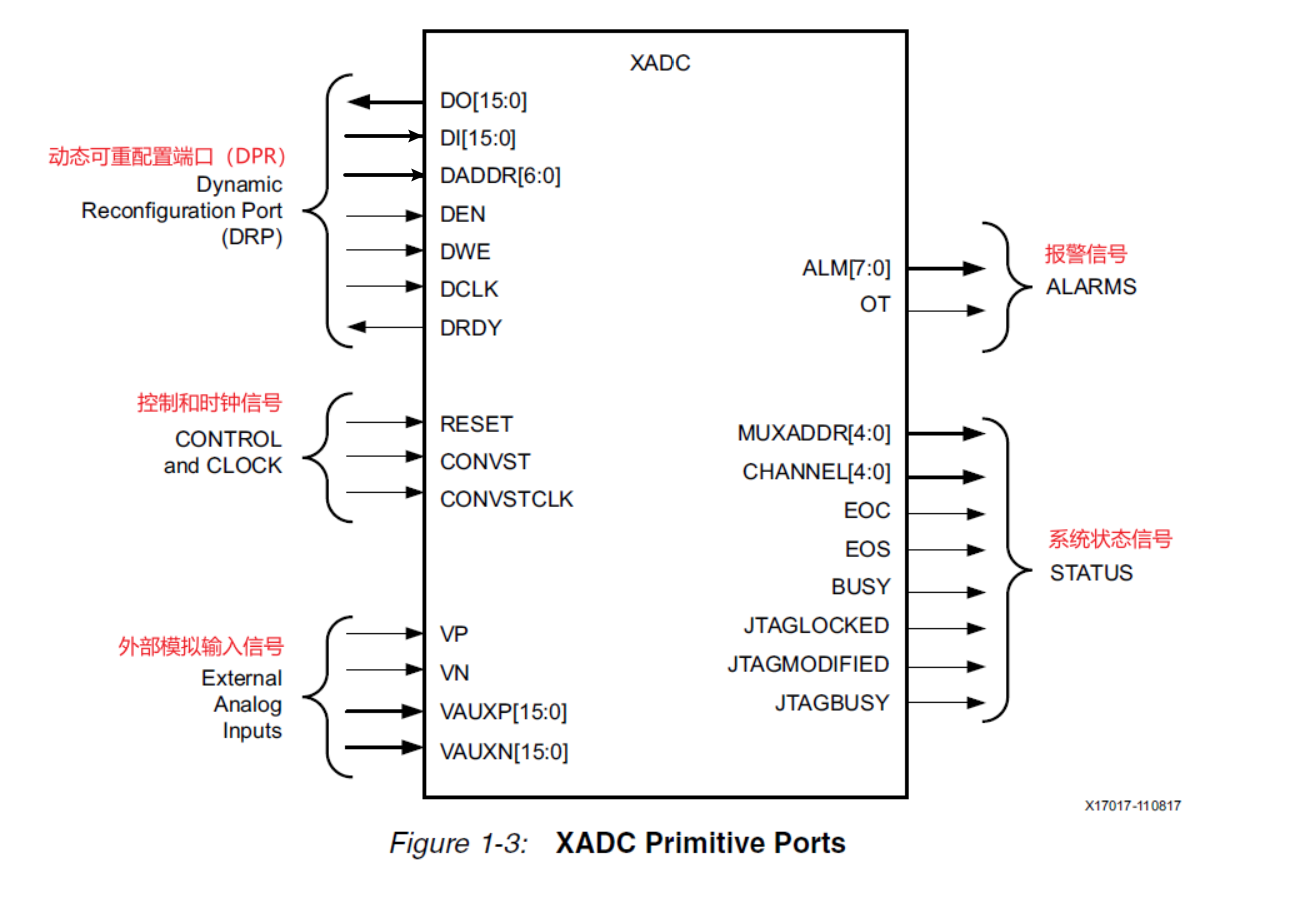 XADC
DO[15:0]
DI[15:0]
DADDR[6:0]
DEN
DWE
DCLK
DRDY
动态可重配置端口（DPR）
Dynamic
Reconfiguration Port
(DRP)
控制和时钟信号
CONTROL
and CLOCK
RESET
CONVST
CONVSTCLK
外部模拟输入信号
External
Analog
Inputs
VP
VN
VAUXP[15:0]
VAUXN[15:0]
ALM[7:0]
OT
报警信号
ALARMS
MUXADDR[4:0]
CHANNEL[4:0]
EOC
EOS
BUSY
JTAGLOCKED
JTAGMODIFIED
JTAGBUSY
系统状态信号
STATUS
X17017-110817
Figure 1-3: XADC Primitive Ports